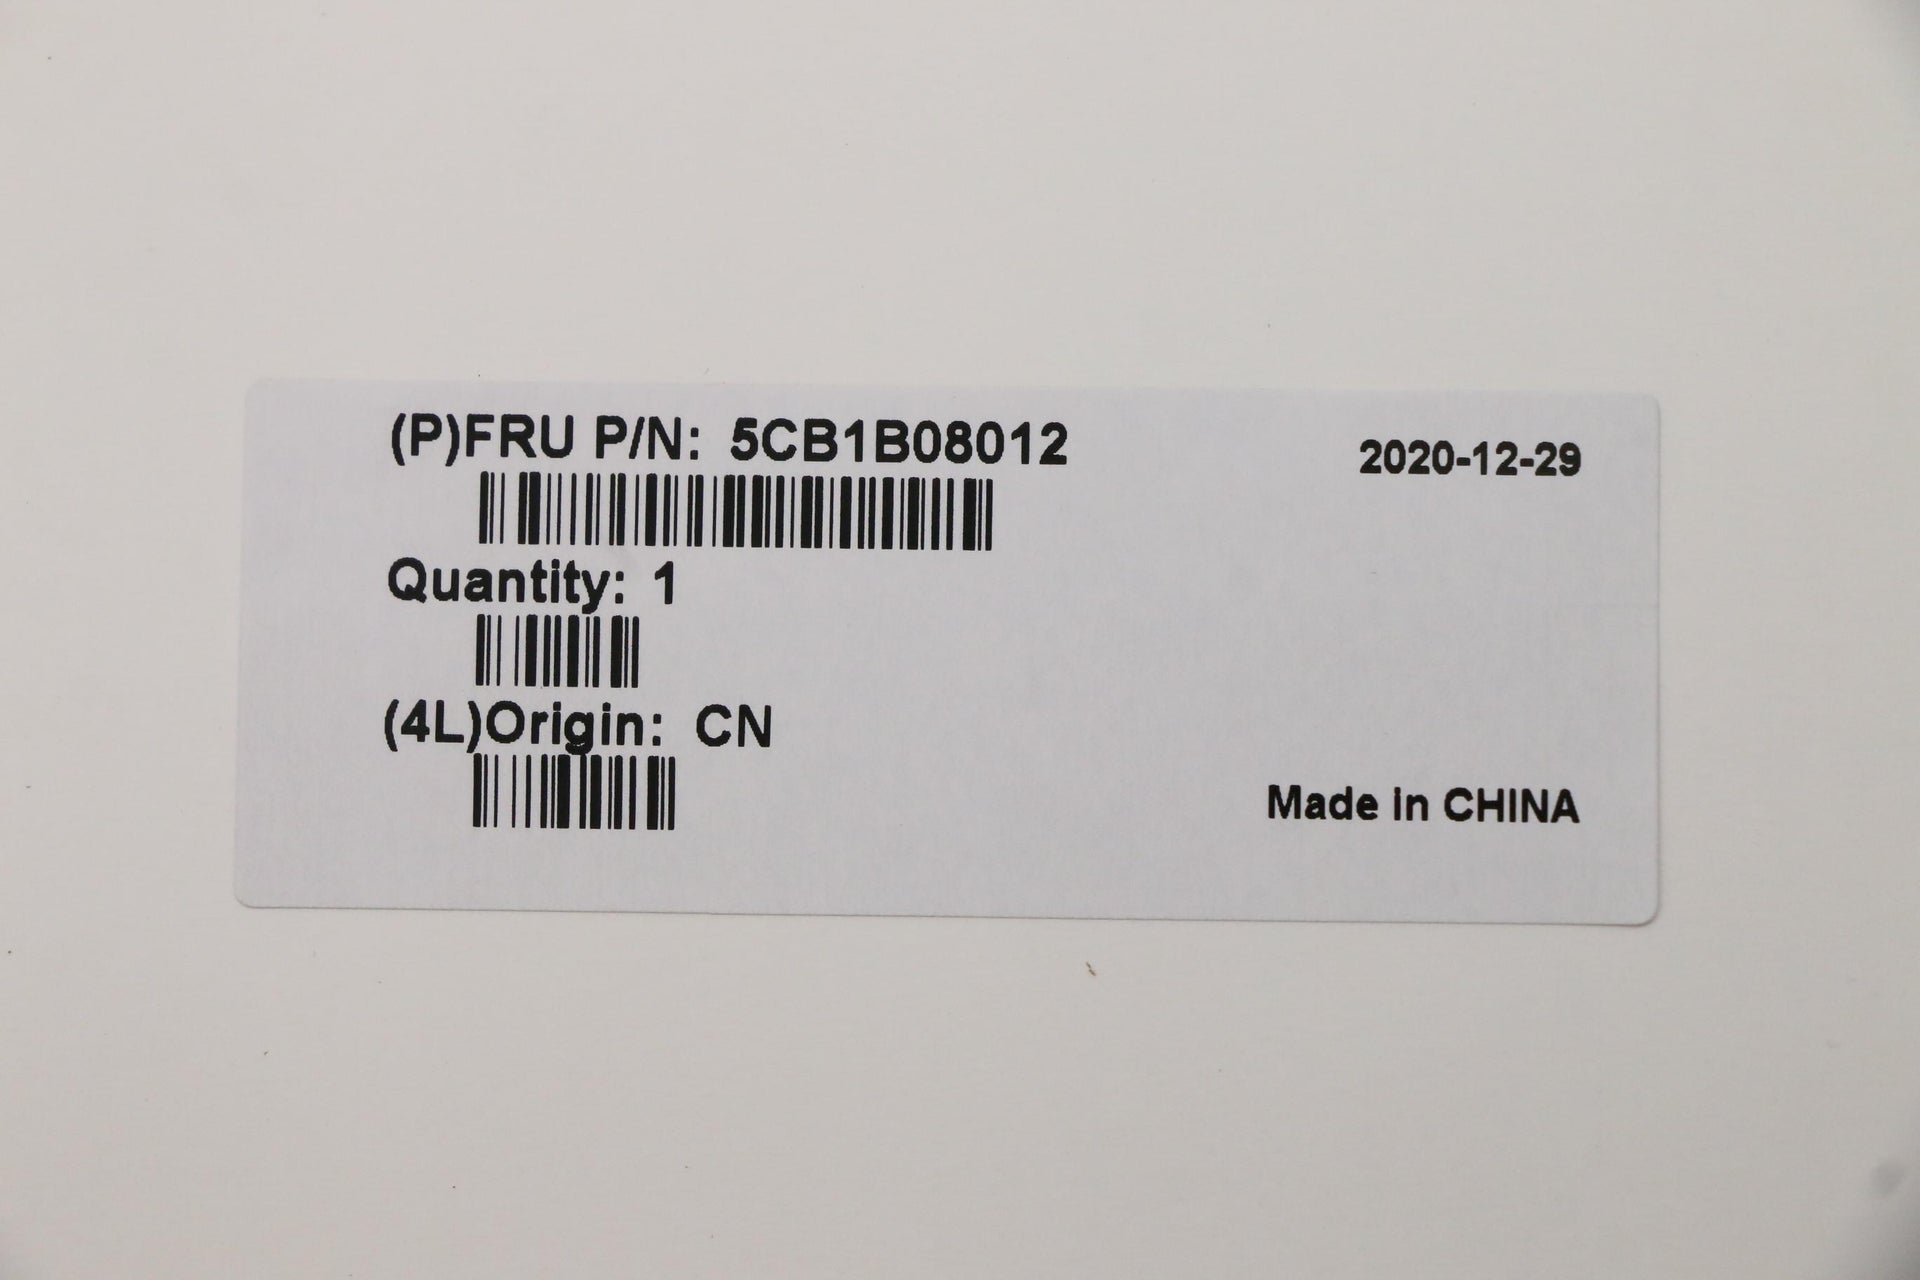 (P)FRU P/N: 5CB1B08012
2020-12-29
Quantity: 1
(4L)Origin: CN
Made in CHINA